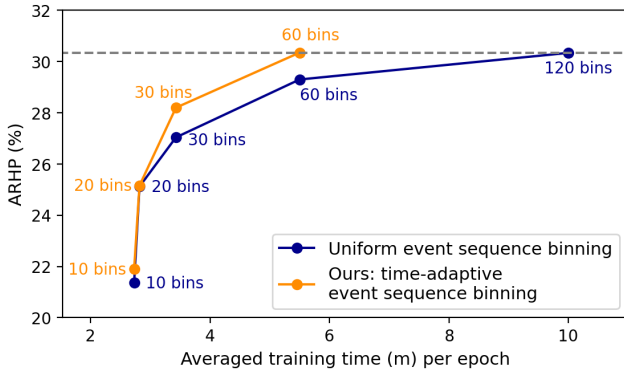 32
30
28
26
24
22
20
ARHP (%)
60 bins
120 bins
30 bins
60 bins
30 bins
20 bins
20 bins
10 bins
10 bins
Uniform event sequence binning
Ours: time-adaptive
event sequence binning
2
4
6
8
10
Averaged training time (m) per epoch